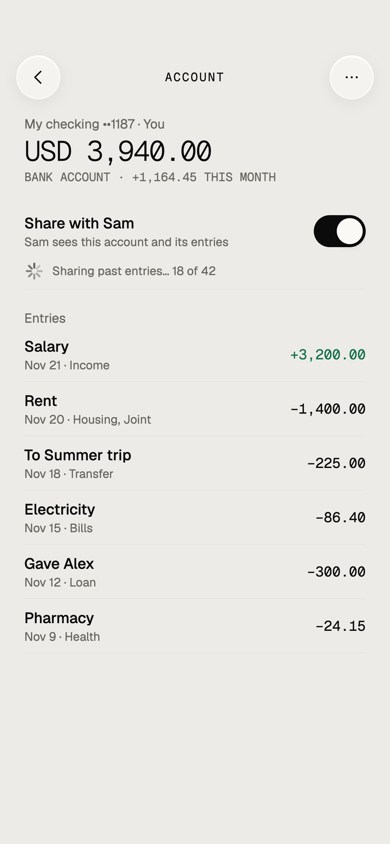 ACCOUNT
My checking ••1187 · You
USD 3,940.00
BANK ACCOUNT · +1,164.45 THIS MONTH
Share with Sam
Sam sees this account and its entries
Sharing past entries… 18 of 42
Entries
Salary
+3,200.00
Nov 21 · Income
Rent
−1,400.00
Nov 20 · Housing, Joint
To Summer trip
−225.00
Nov 18 · Transfer
Electricity
−86.40
Nov 15 · Bills
Gave Alex
−300.00
Nov 12 · Loan
Pharmacy
−24.15
Nov 9 · Health